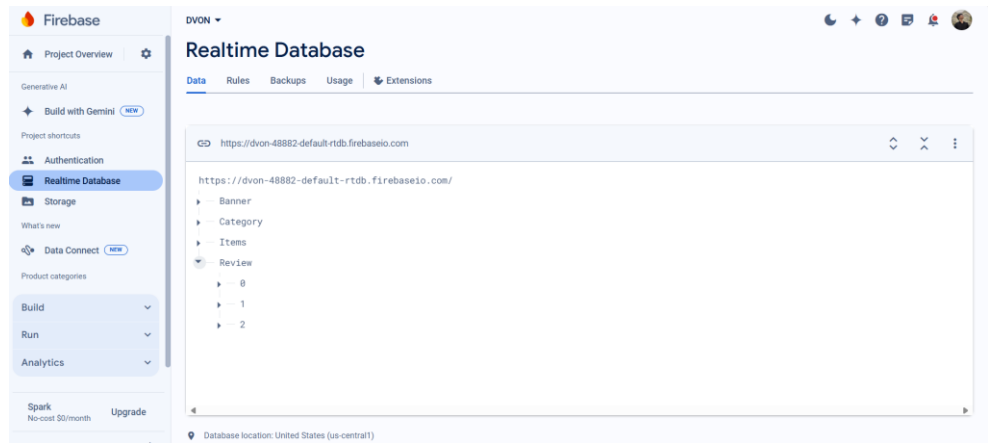 Firebase
Project Overview
Generative AI
Build with Gemini NEW
Project shortcuts
Authentication
Realtime Database
Storage
What's new
Data Connect NEW
Product categories
Build
Run
Analytics
Spark
No-cost $0/month
Upgrade
DVON
Realtime Database
Data Rules Backups Usage Extensions
https://dvon-48882-default-rtdb.firebaseio.com
https://dvon-48882-default-rtdb.firebaseio.com/
Banner
Category
Items
Review
0
1
2
Database location: United States (us-central1)